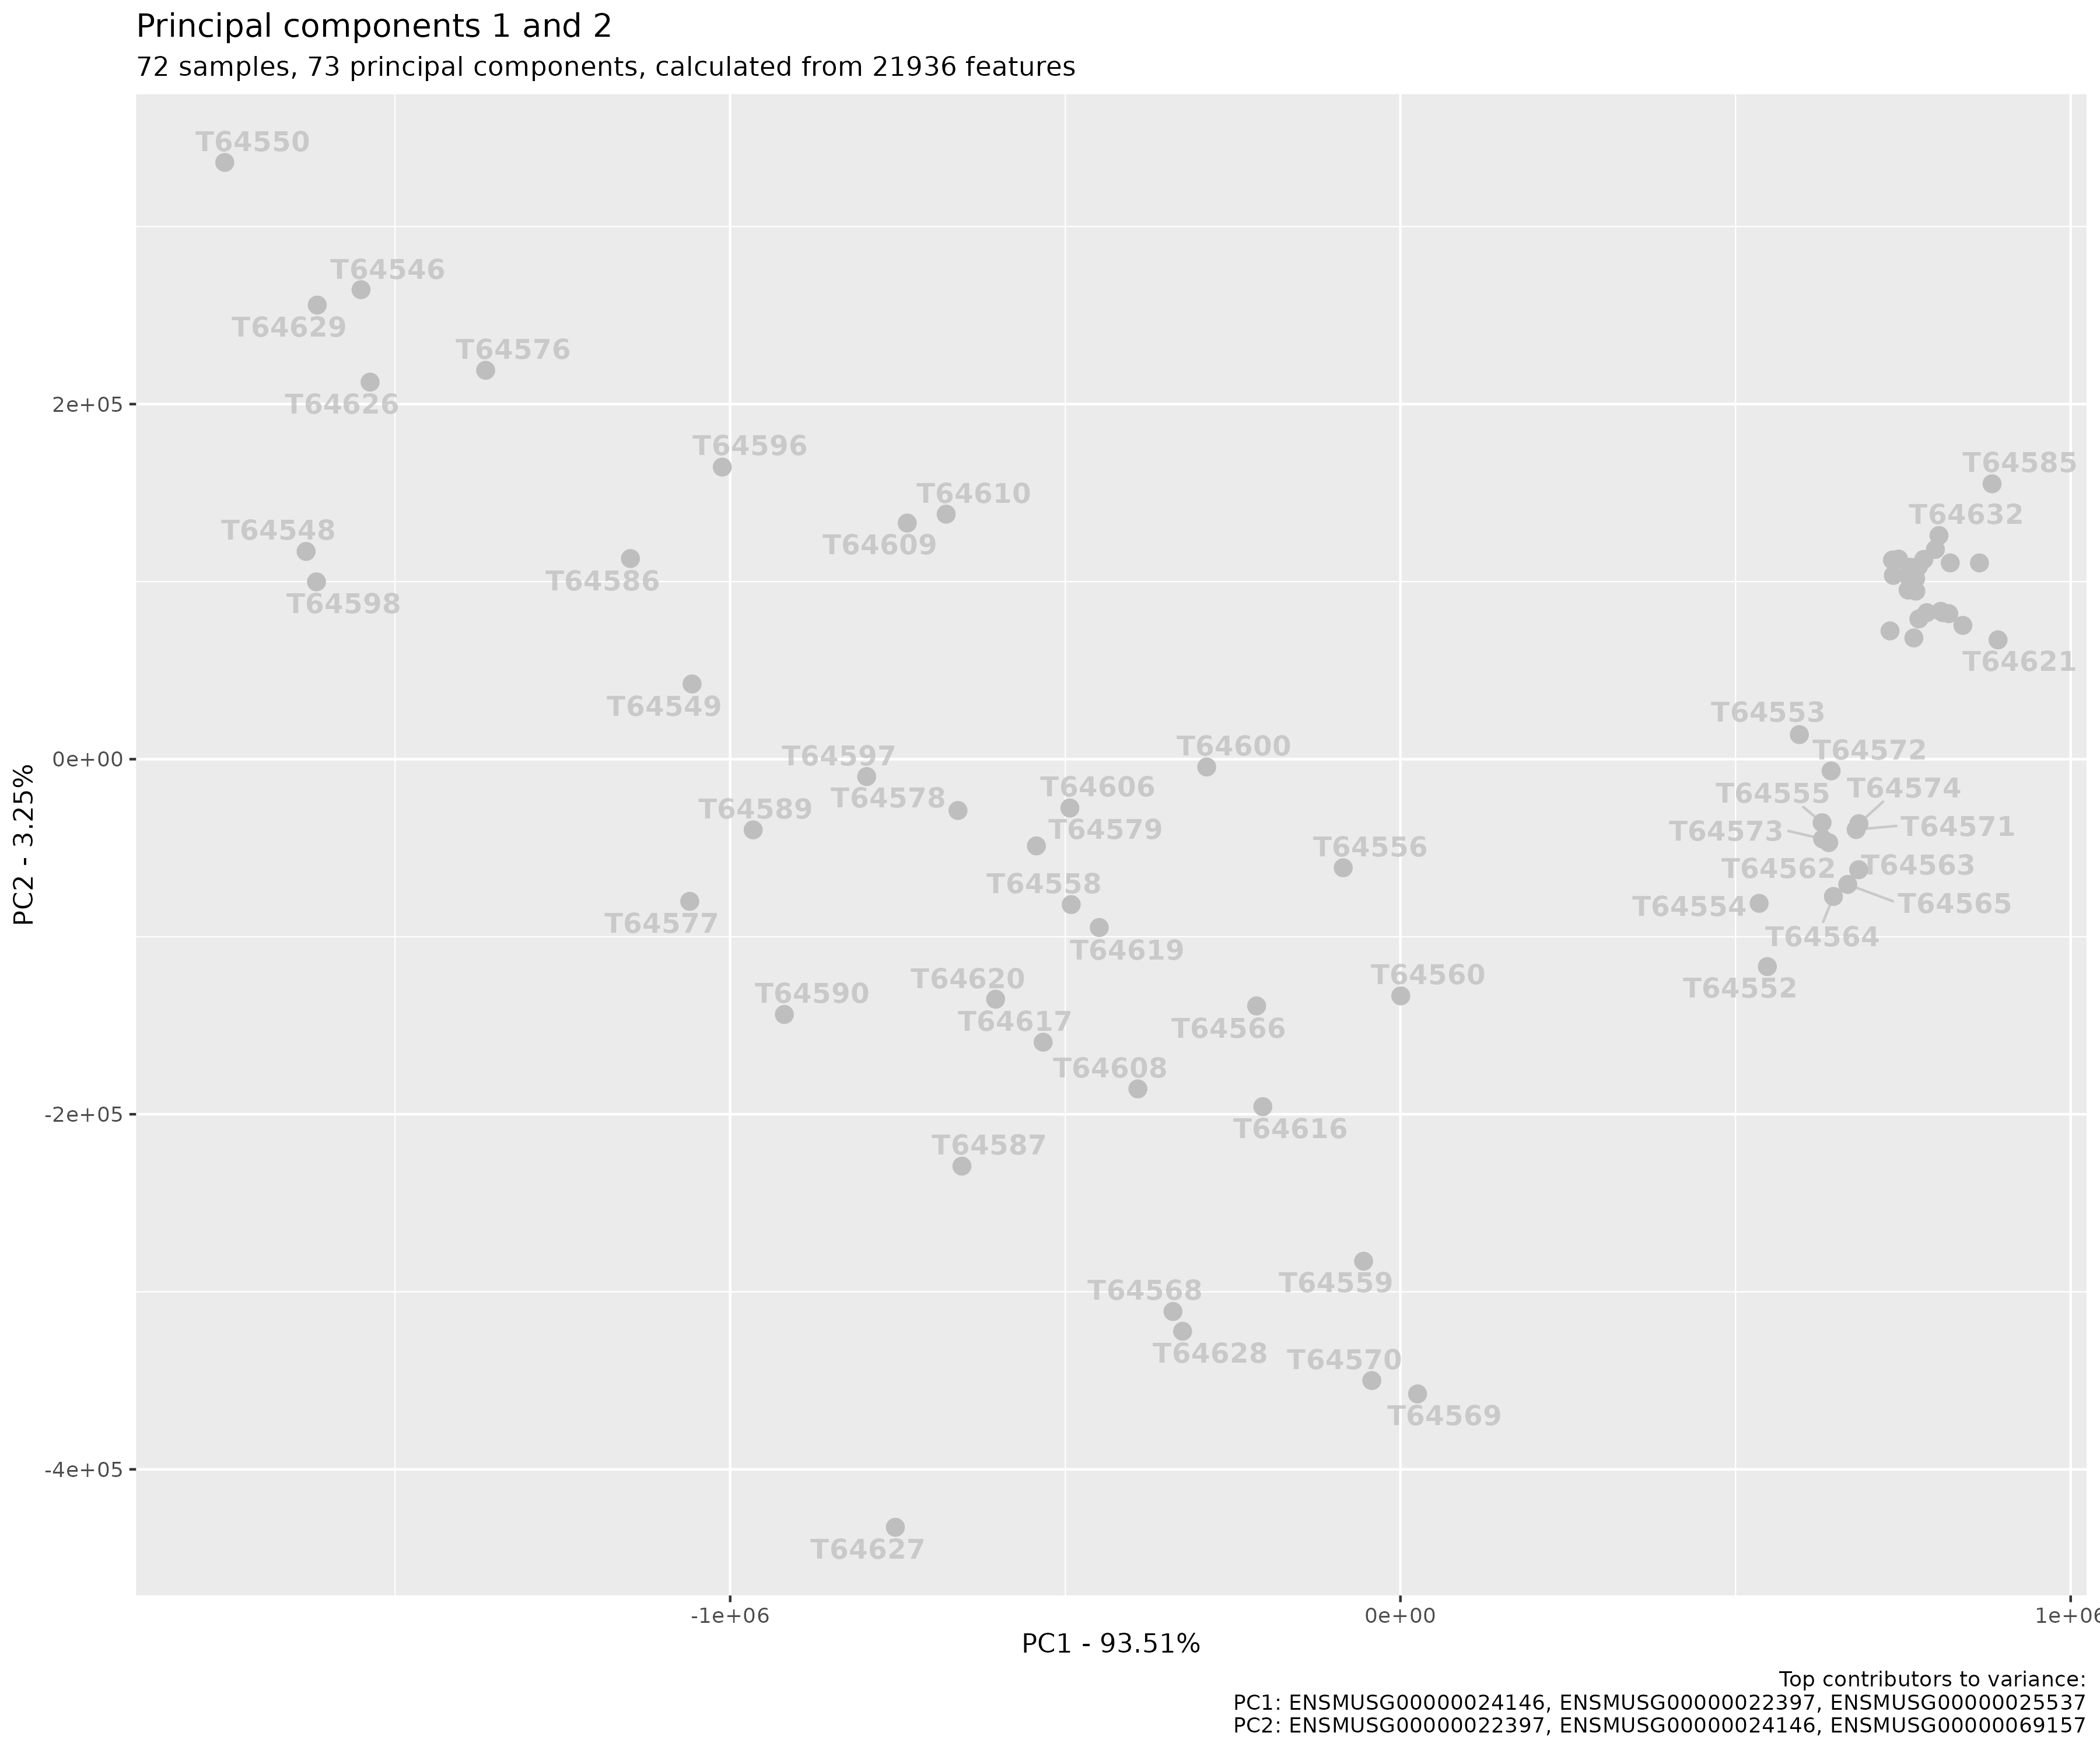 Principal components 1 and 2
72 samples, 73 principal components, calculated from 21936 features
T64550
T64546
T64629
T64576
T64626
2e+05
T64596
T64585
T64610
T64632
T64548
T64609
T64586
T64598
T64621
T64549
T64553
T64600
T64572
T64597
0e+00
T64606
T64574
T64555
T64578
T64589
T64579
T64571
T64573
T64556
T64563
T64562
T64558
T64565
T64554
T64577
T64564
T64619
T64560
T64620
T64552
T64590
T64617
T64566
T64608
-2e+05
T64616
T64587
T64559
T64568
T64628
T64570
T64569
-4e+05
T64627
PC2 - 3.25%
-1e+06
0e+00
1e+06
PC1 - 93.51%
Top contributors to variance:
PC1: ENSMUSG00000024146, ENSMUSG00000022397, ENSMUSG00000025537
PC2: ENSMUSG00000022397, ENSMUSG00000024146, ENSMUSG00000069157